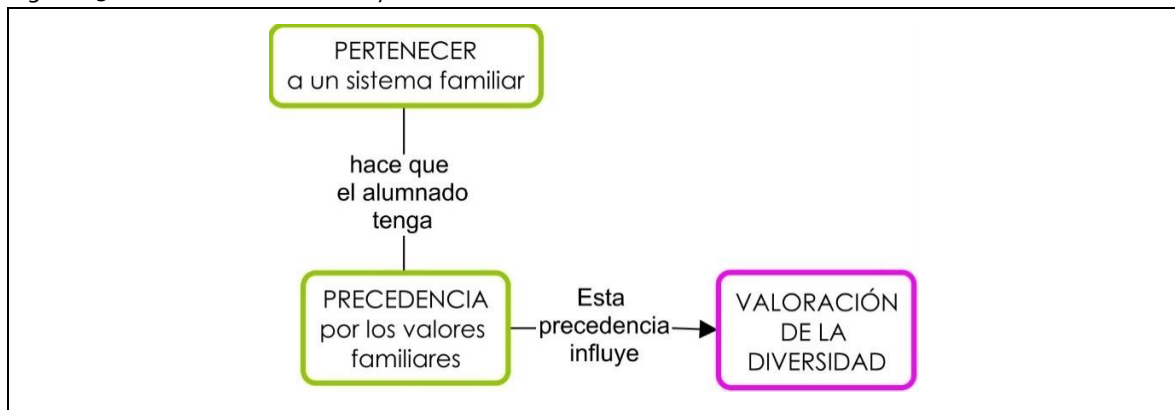 PERTENECER
a un sistema familiar
hace que
el alumnado
tenga
PRECEDENCIA
por los valores
familiares
Esta
precedencia
influye
VALORACIÓN
DE LA
DIVERSIDAD